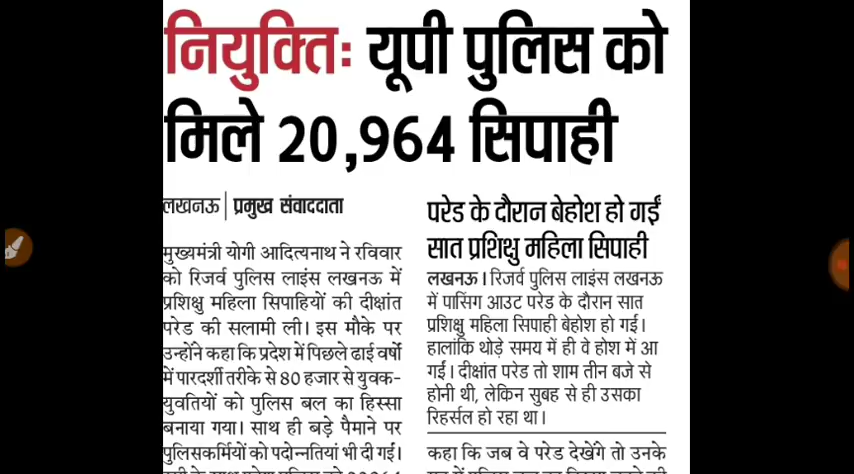 नियुक्तिः यूपी पुलिस को
मिले 20,964 सिपाही
लखनऊ | प्रमुख संवाददाता
मुख्यमंत्री योगी आदित्यनाथ ने रविवार
को रिजर्व पुलिस लाइंस लखनऊ में
प्रशिक्षु महिला सिपाहियों की दीक्षांत
परेड की सलामी ली। इस मौके पर
उन्होंने कहा कि प्रदेश में पिछले ढाई वर्षों
में पारदर्शी तरीके से 80 हजार से युवक-
युवतियों को पुलिस बल का हिस्सा
बनाया गया। साथ ही बड़े पैमाने पर
पुलिसकर्मियों को पदोन्नतियां भी दी गईं।
परेड के दौरान बेहोश हो गईं
सात प्रशिक्षु महिला सिपाही
लखनऊ। रिजर्व पुलिस लाइंस लखनऊ
में पासिंग आउट परेड के दौरान सात
प्रशिक्षु महिला सिपाही बेहोश हो गईं।
हालांकि थोड़े समय में ही वे होश में आ
गईं। दीक्षांत परेड तो शाम तीन बजे से
होनी थी, लेकिन सुबह से ही उसका
रिहर्सल हो रहा था।
कहा कि जब वे परेड देखेंगे तो उनके